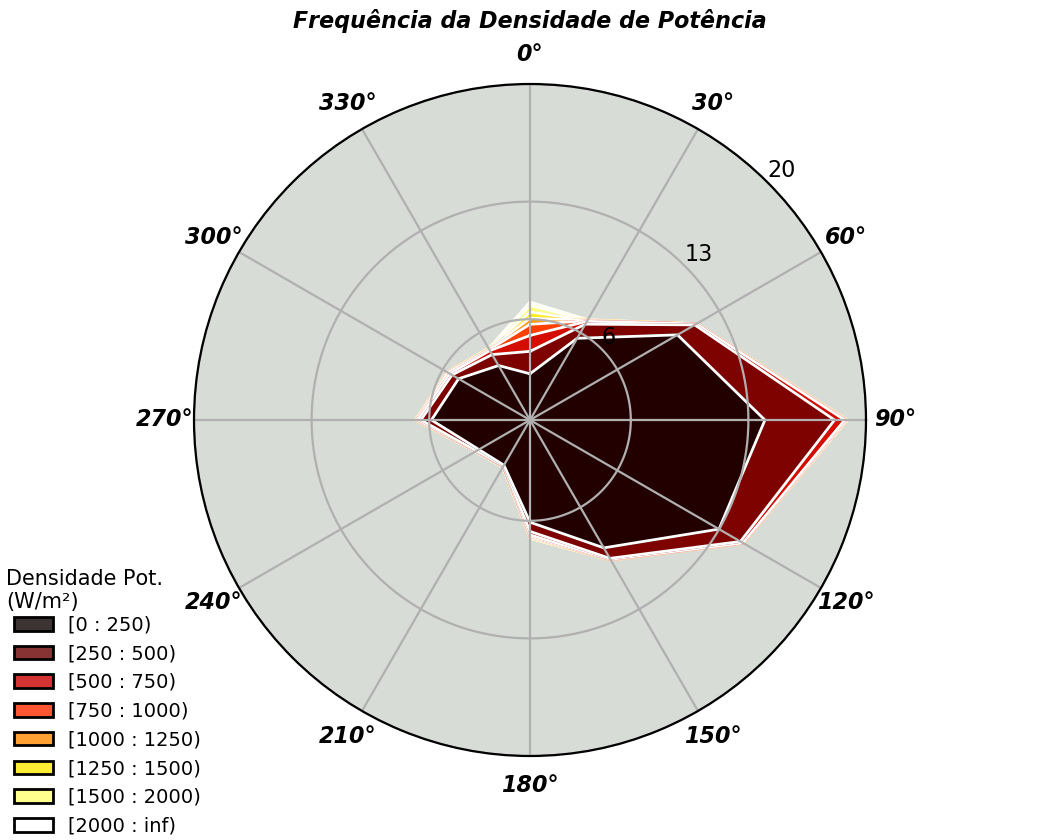 Frequência da Densidade de Potência
0°
330°
30°
20
300°
60°
13
6
270°
90°
240°
120°
210°
150°
180°
Densidade Pot.
(W/m²)
[0 : 250)
[250 : 500)
[500 : 750)
[750 : 1000)
[1000 : 1250)
[1250 : 1500)
[1500 : 2000)
[2000 : inf)